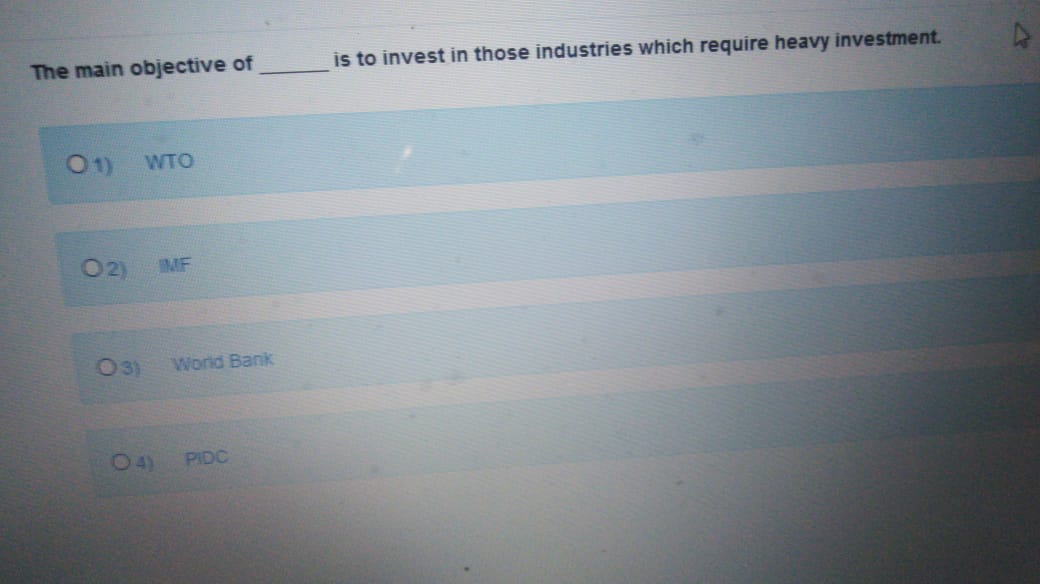 The main objective of ______ is to invest in those industries which require heavy investment.
1) WTO
2) IMF
3) World Bank
4) PIDC